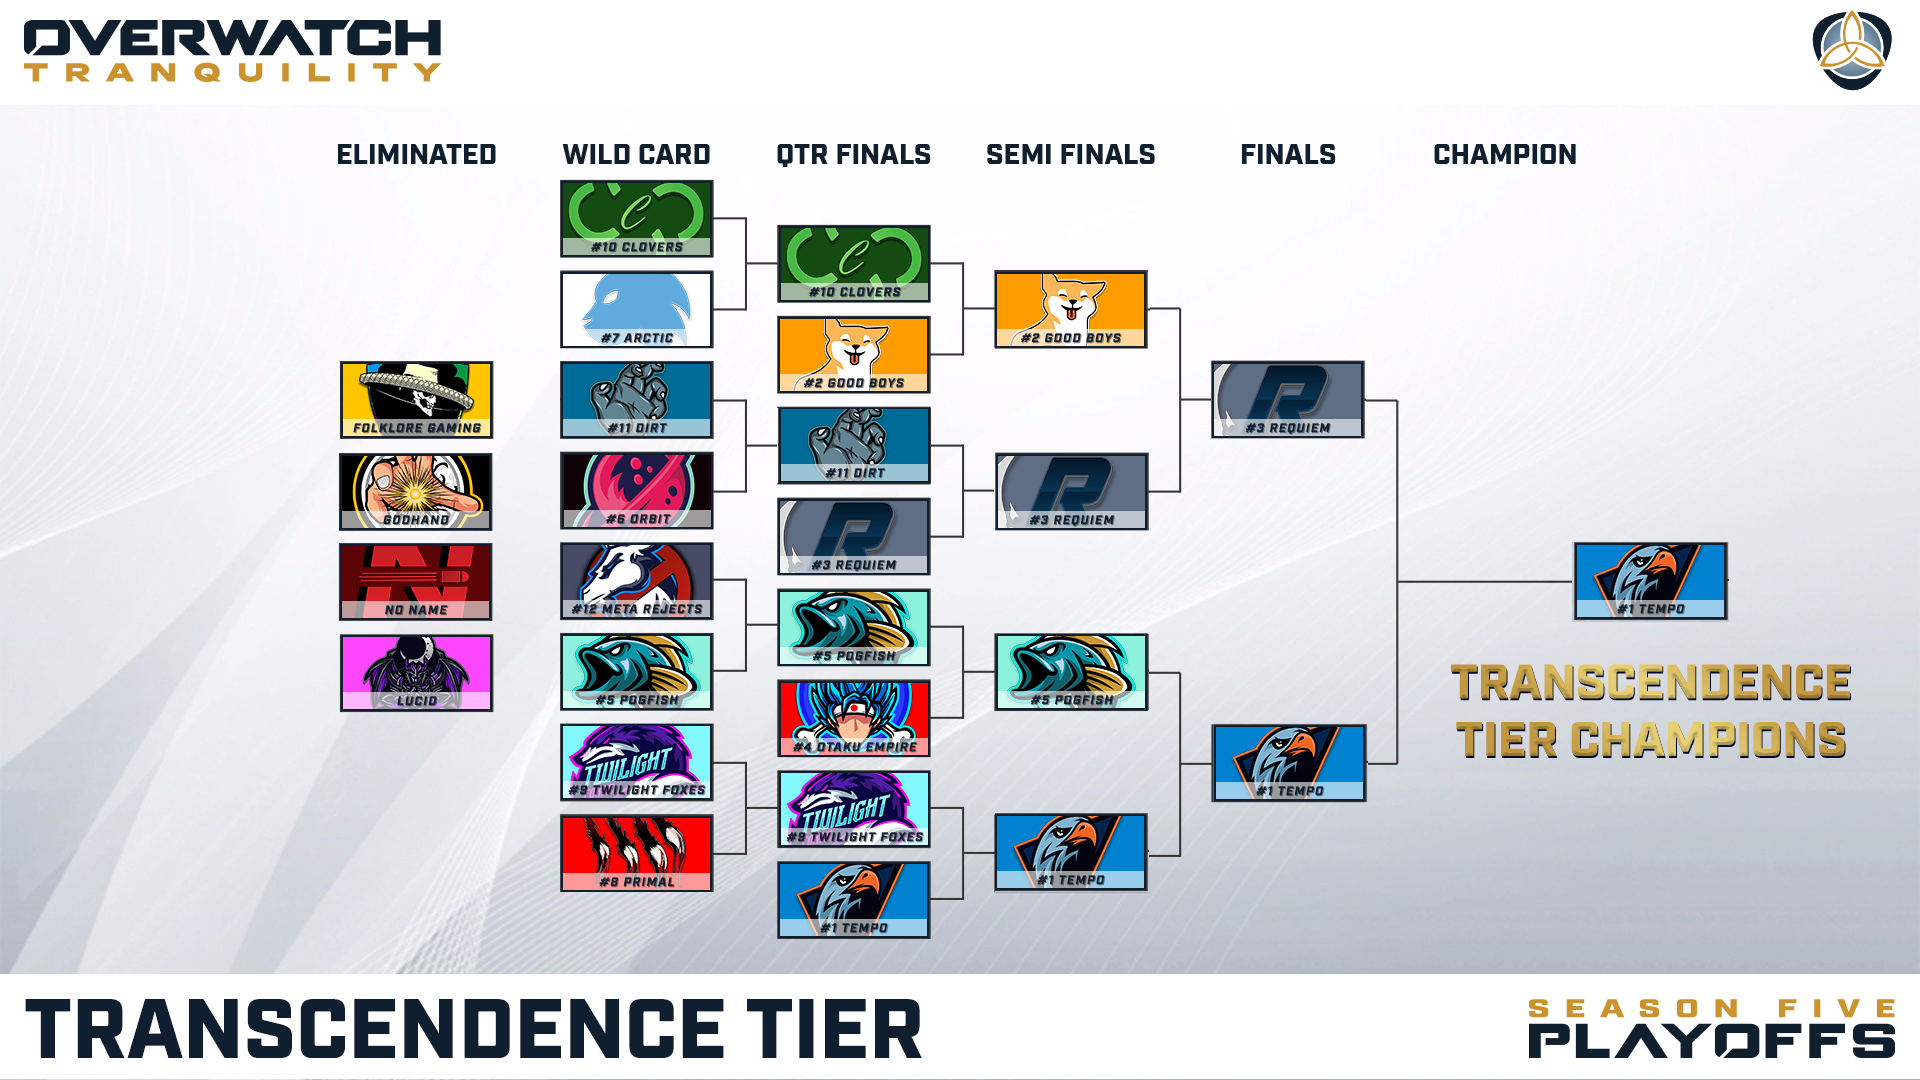 OVERWATCH
TRANQUILITY
ELIMINATED
WILD CARD
QTR FINALS
SEMI FINALS
FINALS
CHAMPION
FOLKLORE GAMING
GODHAND
NO NAME
LUCID
#10 CLOVERS
#7 ARCTIC
#11 DIRT
#6 ORBIT
#12 META REJECTS
#5 POGFISH
TWILIGHT
#9 TWILIGHT FOXES
#8 PRIMAL
#10 CLOVERS
#2 GOOD BOYS
#11 DIRT
#3 REQUIEM
#5 POGFISH
#4 OTAKU EMPIRE
TWILIGHT
#9 TWILIGHT FOXES
#1 TEMPO
#2 GOOD BOYS
#3 REQUIEM
#5 POGFISH
#1 TEMPO
#3 REQUIEM
#1 TEMPO
#1 TEMPO
TRANSCENDENCE
TIER CHAMPIONS
TRANSCENDENCE TIER
SEASON FIVE
PLAYOFFS